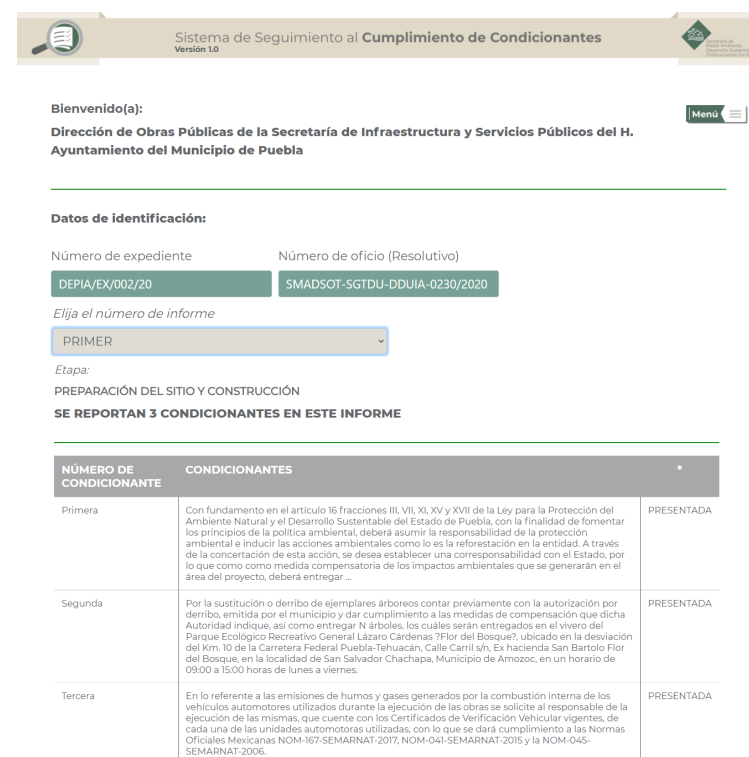 Sistema de Seguimiento al Cumplimiento de Condicionantes
Versión 1.0
Secretaría de
Medio Ambiente,
Desarrollo Sustentable
Ordenamiento
Bienvenido(a):
Menú
Dirección de Obras Públicas de la Secretaría de Infraestructura y Servicios Públicos del H.
Ayuntamiento del Municipio de Puebla
Datos de identificación:
Número de expediente
Número de oficio (Resolutivo)
DEPIA/EX/002/20
SMADSOT-SGTDU-DDUIA-0230/2020
Elija el número de informe
PRIMER
Etapa:
PREPARACIÓN DEL SITIO Y CONSTRUCCIÓN
SE REPORTAN 3 CONDICIONANTES EN ESTE INFORME
NÚMERO DE
CONDICIONANTE
CONDICIONANTES
*
Primera
Con fundamento en el artículo 16 fracciones III, VII, XI, XV y XVII de la Ley para la Protección del
Ambiente Natural y el Desarrollo Sustentable del Estado de Puebla, con la finalidad de fomentar
los principios de la política ambiental, deberá asumir la responsabilidad de la protección
ambiental e inducir las acciones ambientales como lo es la reforestación en la entidad. A través
de la concertación de esta acción, se desea establecer una corresponsabilidad con el Estado, por
lo que como como medida compensatoria de los impactos ambientales que se generarán en el
área del proyecto, deberá entregar ...
PRESENTADA
Segunda
Por la sustitución o derribo de ejemplares árboreos contar previamente con la autorización por
derribo, emitida por el municipio y dar cumplimiento a las medidas de compensación que dicha
Autoridad indique, así como entregar N árboles, los cuáles serán entregados en el vivero del
Parque Ecológico Recreativo General Lázaro Cárdenas ?Flor del Bosque?, ubicado en la desviación
del Km. 10 de la Carretera Federal Puebla-Tehuacán, Calle Carril s/n, Ex hacienda San Bartolo Flor
del Bosque, en la localidad de San Salvador Chachapa, Municipio de Amozoc, en un horario de
09:00 a 15:00 horas de lunes a viernes.
PRESENTADA
Tercera
En lo referente a las emisiones de humos y gases generados por la combustión interna de los
vehículos automotores utilizados durante la ejecución de las obras se solicite al responsable de la
ejecución de las mismas, que cuente con los Certificados de Verificación Vehicular vigentes, de
cada una de las unidades automotoras utilizadas, con lo que se dará cumplimiento a las Normas
Oficiales Mexicanas NOM-167-SEMARNAT-2017, NOM-041-SEMARNAT-2015 y la NOM-045-
SEMARNAT-2006.
PRESENTADA